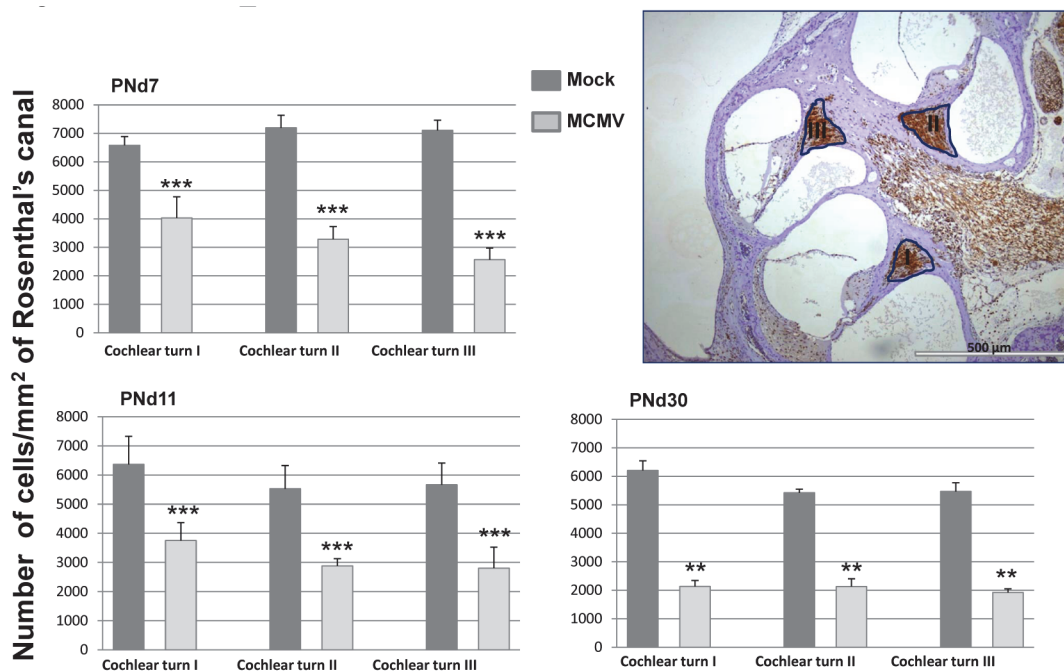 Number of cells/mm² of Rosenthal's canal
PNd7
8000
7000
6000
5000
4000
3000
2000
1000
0
***
***
***
Cochlear turn I Cochlear turn II Cochlear turn III
Mock
MCMV
III
II
I
500 µm
PNd11
8000
7000
6000
5000
4000
3000
2000
1000
0
***
***
***
Cochlear turn I Cochlear turn II Cochlear turn III
PNd30
8000
7000
6000
5000
4000
3000
2000
1000
0
**
**
**
Cochlear turn I Cochlear turn II Cochlear turn III